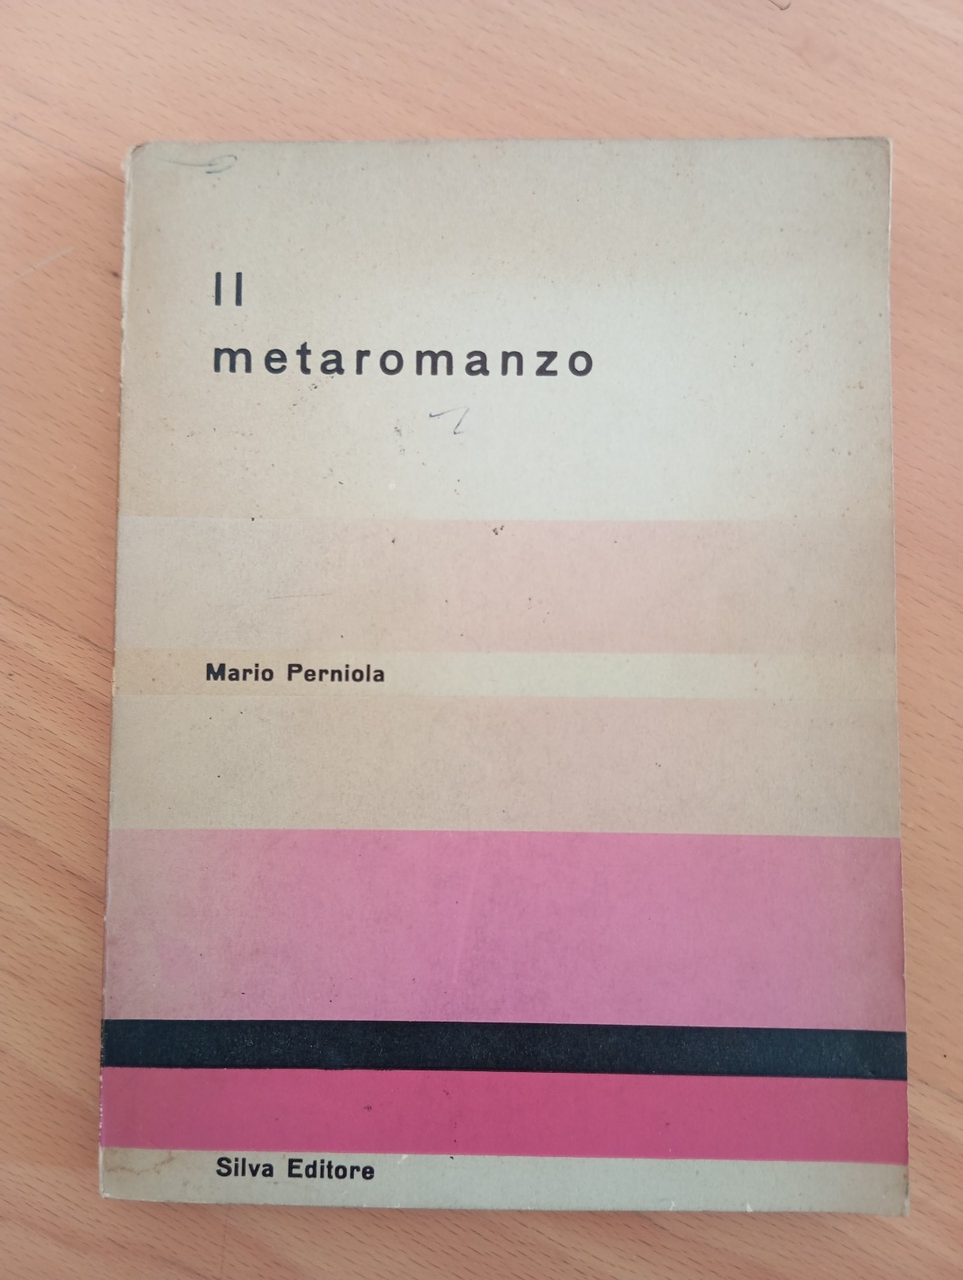 Il
metaromanzo
Mario Perniola
Silva Editore